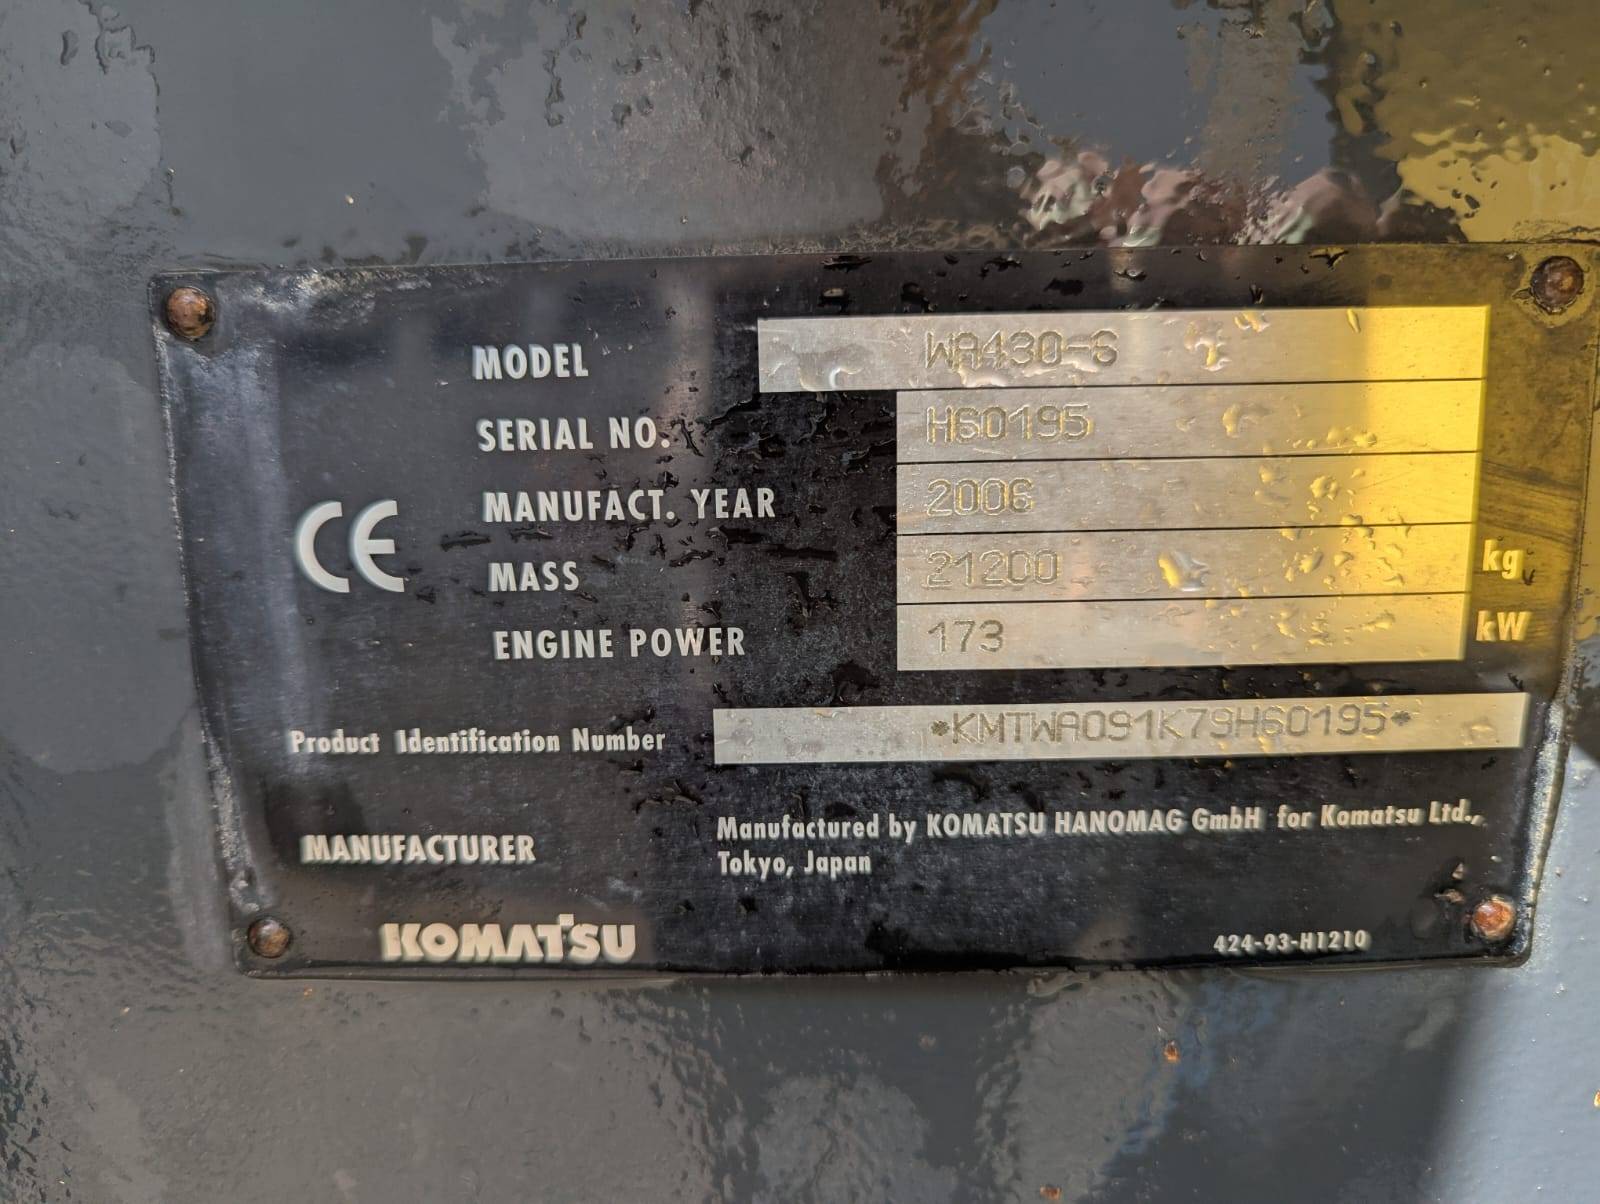 MODEL WA430-6
SERIAL NO. H60195
MANUFACT. YEAR 2006
CE
MASS 21200 kg
ENGINE POWER 173 kW
Product Identification Number *KMTWA091K79H60195*
MANUFACTURER Manufactured by KOMATSU HANOMAG GmbH for Komatsu Ltd.,
Tokyo, Japan
KOMATSU 424-93-H1210